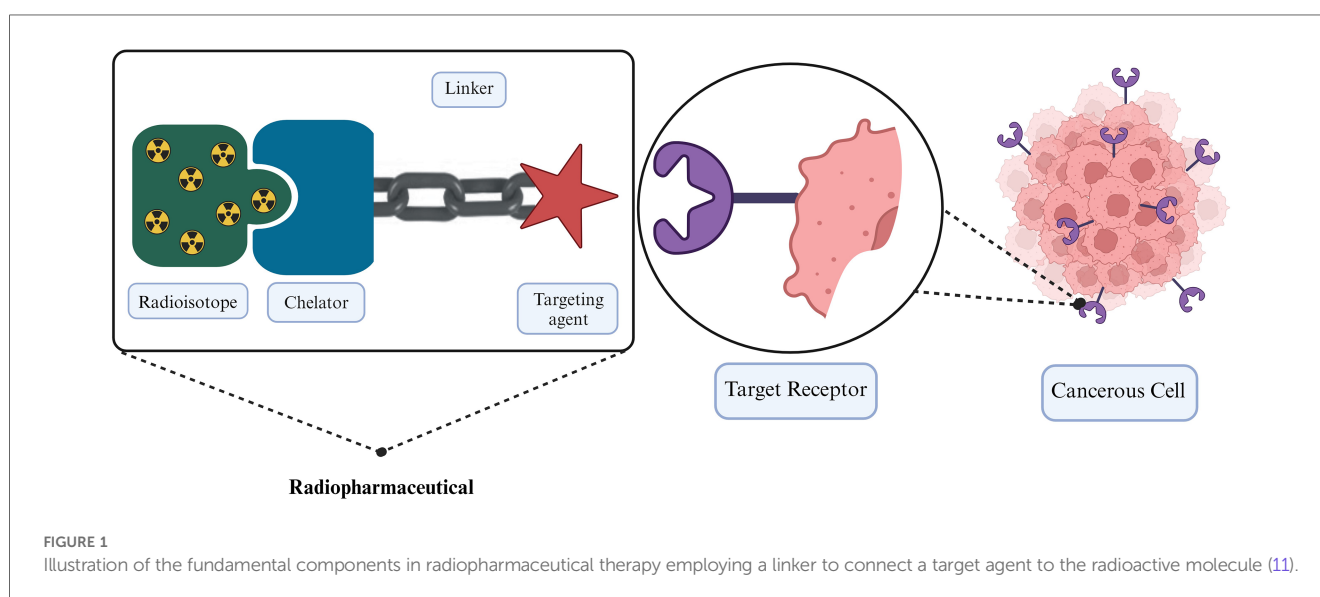 Linker
Radioisotope
Chelator
Targeting
agent
Target Receptor
Cancerous Cell
Radiopharmaceutical
FIGURE 1
Illustration of the fundamental components in radiopharmaceutical therapy employing a linker to connect a target agent to the radioactive molecule (11).